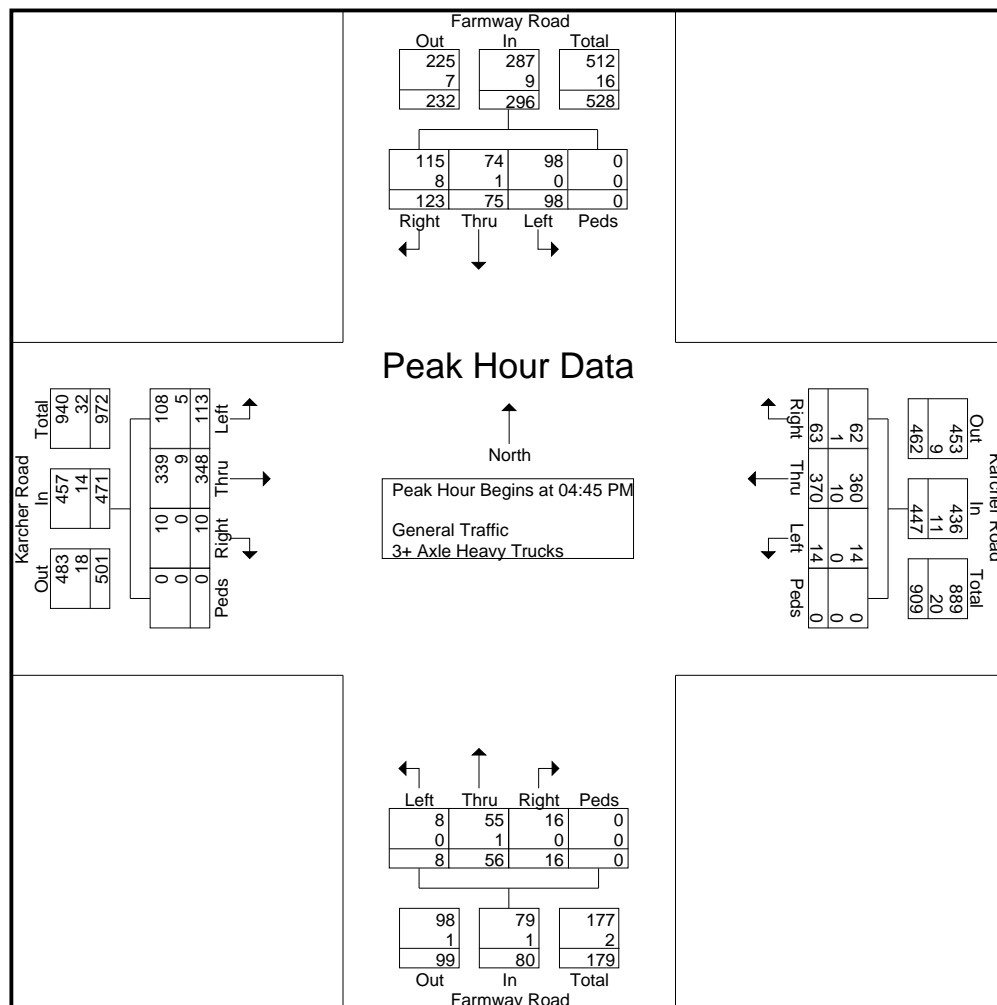 Farmway Road
Out In Total
225 287 512
7 9 16
232 296 528
115 74 98 0
8 1 0 0
123 75 98 0
Right Thru Left Peds
Peak Hour Data
North
Peak Hour Begins at 04:45 PM
General Traffic
3+ Axle Heavy Trucks
Karcher Road
Out In Total
483 457 940
18 14 32
501 471 972
108 339 10 0
5 9 0 0
113 348 10 0
Left Thru Right Peds
Karcher Road
Out In Total
453 436 889
9 11 20
462 447 909
62 360 14 0
1 10 0 0
63 370 14 0
Right Thru Left Peds
Left Thru Right Peds
8 55 16 0
0 1 0 0
8 56 16 0
98 79 177
1 1 2
99 80 179
Out In Total
Farmway Road